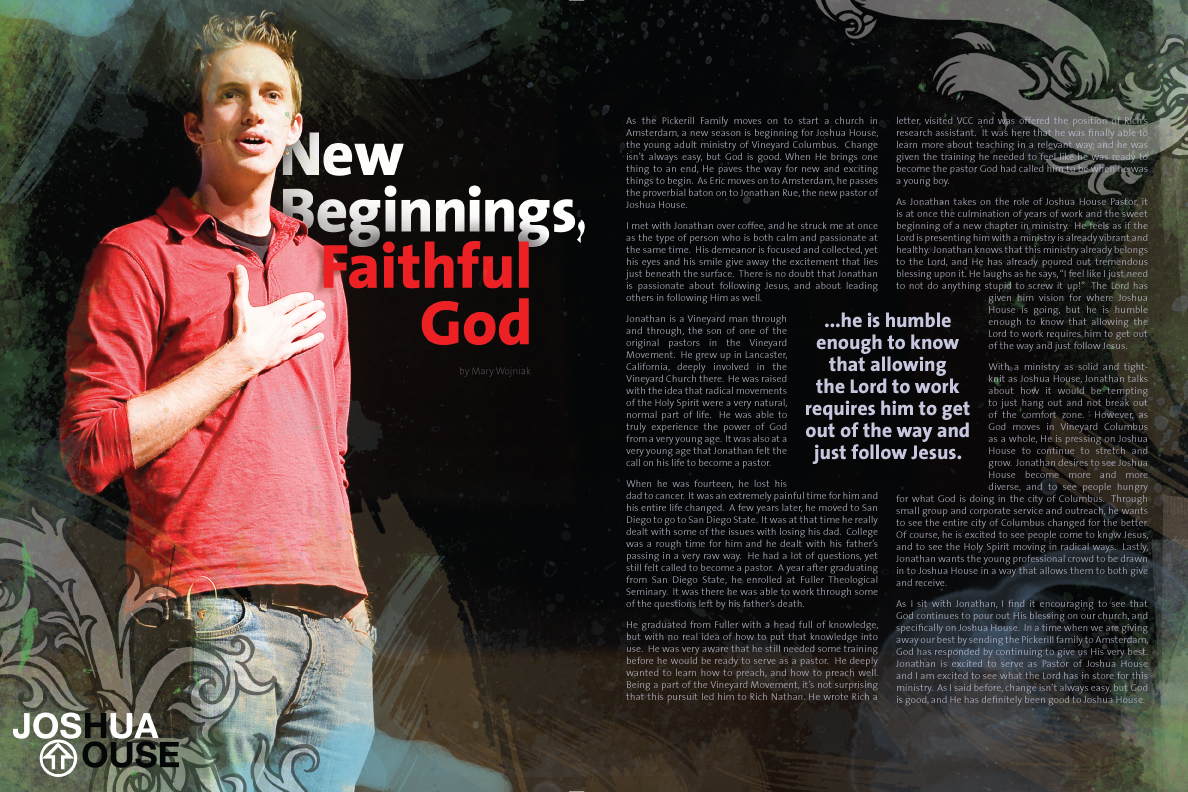 New
Beginnings,
Faithful
God
by Mary Wojniak
As the Pickerill Family moves on to start a church in
Amsterdam, a new season is beginning for Joshua House,
the young adult ministry of Vineyard Columbus. Change
isn't always easy, but God is good. When He brings one
thing to an end, He paves the way for new and exciting
things to begin. As Eric moves on to Amsterdam, he passes
the proverbial baton on to Jonathan Rue, the new pastor of
Joshua House.
I met with Jonathan over coffee, and he struck me at once
as the type of person who is both calm and passionate at
the same time. His demeanor is focused and collected, yet
his eyes and his smile give away the excitement that lies
just beneath the surface. There is no doubt that Jonathan
is passionate about following Jesus, and about leading
others in following Him as well.
Jonathan is a Vineyard man through
and through, the son of one of the
original pastors in the Vineyard
Movement. He grew up in Lancaster,
California, deeply involved in the
Vineyard Church there. He was raised
with the idea that radical movements
of the Holy Spirit were a very natural,
normal part of life. He was able to
truly experience the power of God
from a very young age. It was also at a
very young age that Jonathan felt the
call on his life to become a pastor.
When he was fourteen, he lost his
dad to cancer. It was an extremely painful time for him and
his entire life changed. A few years later, he moved to San
Diego to go to San Diego State. It was at that time he really
dealt with some of the issues with losing his dad. College
was a rough time for him and he dealt with his father's
passing in a very raw way. He had a lot of questions, yet
still felt called to become a pastor. A year after graduating
from San Diego State, he enrolled at Fuller Theological
Seminary. It was there be was able to work through some
of the questions left by his father's death.
He graduated from Fuller with a head full of knowledge,
but with no real idea of how to put that knowledge into
use. He was very aware that he still needed some training
before he would be ready to serve as a pastor. He deeply
wanted to learn how to preach, and how to preach well.
Being a part of the Vineyard Movement, it's not surprising
that this pursuit led him to Rich Nathan. He wrote Rich a
letter, visited VCC and was offered the position of Rich's
research assistant. It was here that he was finally able to
learn more about teaching in a relevant way, and he was
given the training he needed to feel like he was ready to
become the pastor God had called him to be when he was
a young boy.
As Jonathan takes on the role of Joshua House Pastor, it
is at once the culmination of years of work and the sweet
beginning of a new chapter in ministry. He feels as if the
Lord is presenting him with a ministry is already vibrant and
healthy. Jonathan knows that this ministry already belongs
to the Lord, and He has already poured out tremendous
blessing upon it. He laughs as he says, "I feel like I just need
to not do anything stupid to screw it up!" The Lord has
given him vision for where Joshua
House is going, but he is humble
enough to know that allowing the
Lord to work requires him to get out
of the way and just follow Jesus.
...he is humble
enough to know
that allowing
the Lord to work
requires him to get
out of the way and
just follow Jesus.
With a ministry as solid and tight-
knit as Joshua House, Jonathan talks
about how it would be tempting
to just hang out and not break out
of the comfort zone. However, as
God moves in Vineyard Columbus
as a whole, He is pressing on Joshua
House to continue to stretch and
grow. Jonathan desires to see Joshua
House become more and more
diverse, and to see people hungry
for what God is doing in the city of Columbus. Through
small group and corporate service and outreach, he wants
to see the entire city of Columbus changed for the better.
Of course, he is excited to see people come to know Jesus,
and to see the Holy Spirit moving in radical ways. Lastly,
Jonathan wants the young professional crowd to be drawn
in to Joshua House in a way that allows them to both give
and receive.
As I sit with Jonathan, I find it encouraging to see that
God continues to pour out His blessing on our church, and
specifically on Joshua House. In a time when we are giving
away our best by sending the Pickerill family to Amsterdam,
God has responded by continuing to give us His very best.
Jonathan is excited to serve as Pastor of Joshua House
and I am excited to see what the Lord has in store for this
ministry. As I said before, change isn't always easy, but God
is good, and He has definitely been good to Joshua House.
JOSHUA
OUSE